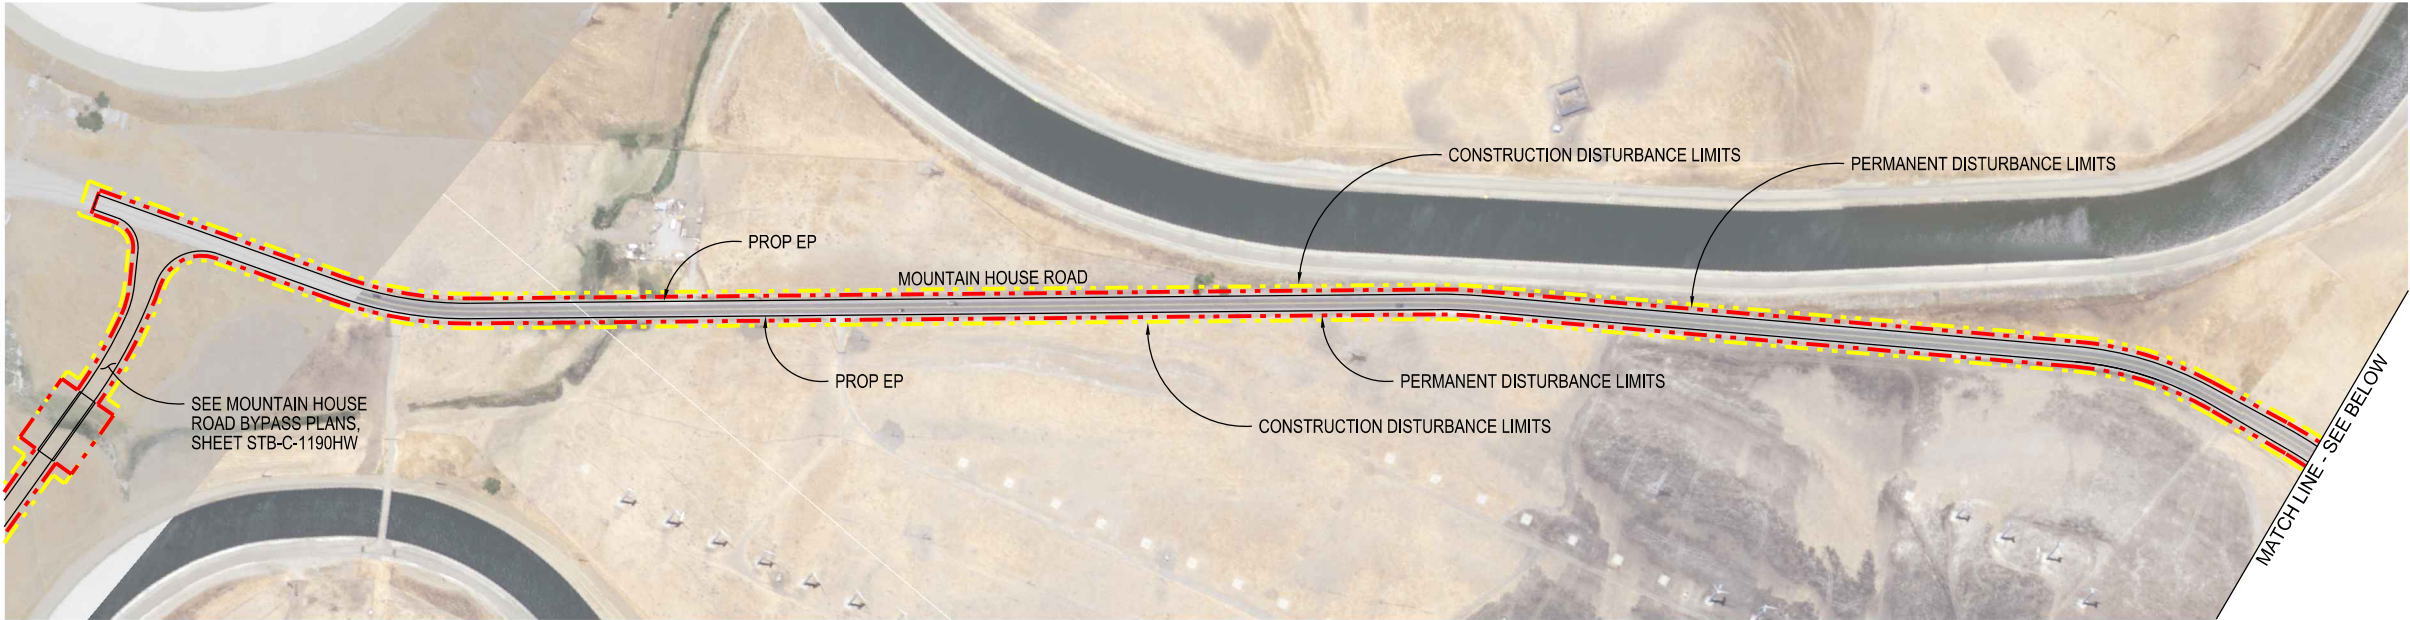 CONSTRUCTION DISTURBANCE LIMITS
PERMANENT DISTURBANCE LIMITS
PROP EP
MOUNTAIN HOUSE ROAD
PROP EP
PERMANENT DISTURBANCE LIMITS
CONSTRUCTION DISTURBANCE LIMITS
SEE MOUNTAIN HOUSE
ROAD BYPASS PLANS,
SHEET STB-C-1190HW
MATCH LINE - SEE BELOW